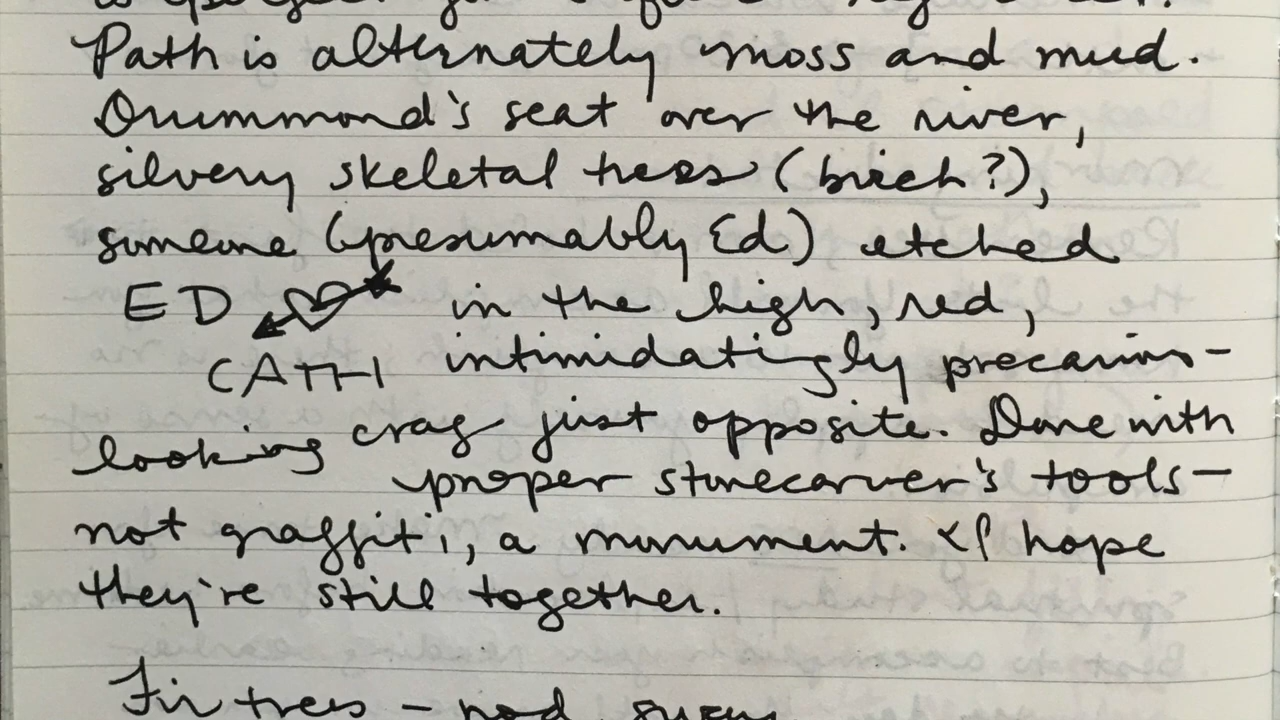 Path is alternately moss and mud.
Drummond's seat over the river,
silvery skeletal trees (birch?),
someone (presumably Ed) etched
ED in the high, red,
CATH intimidatingly precarious-
looking crag just opposite. Done with
proper stonecarver's tools—
not graffiti, a monument. I hope
they're still together.
Fir trees –